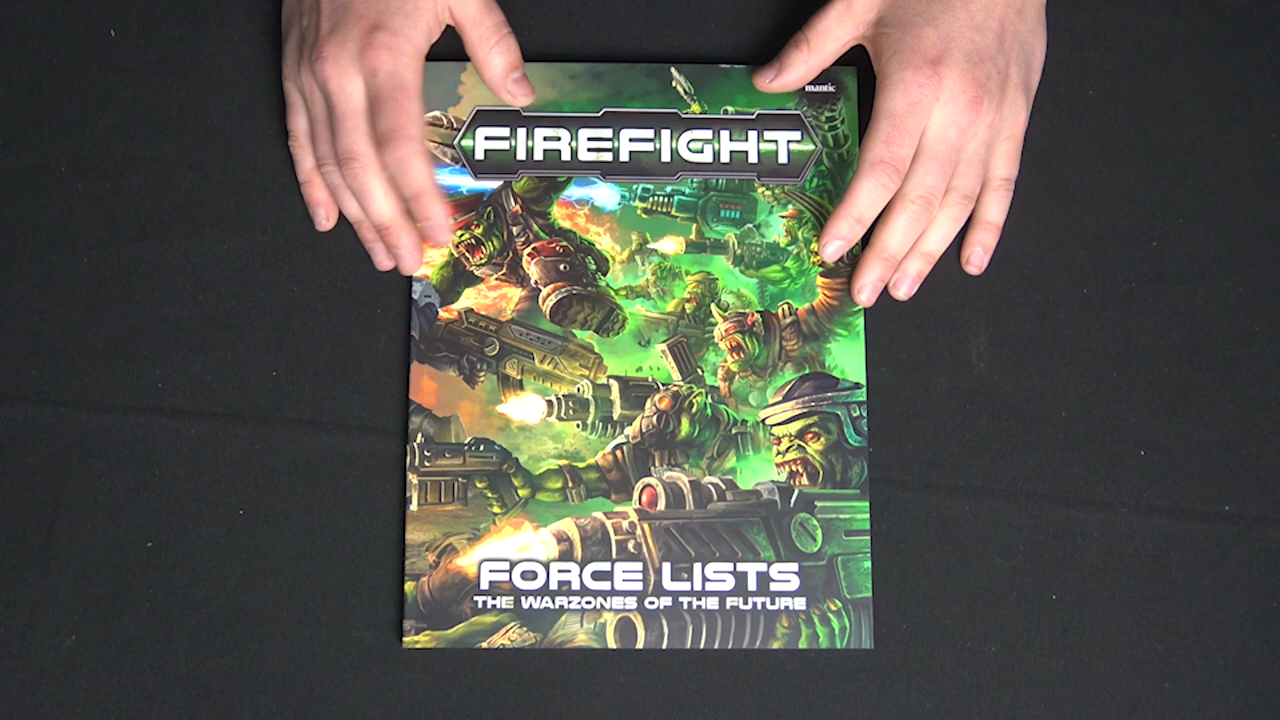 mantic
FIREFIGHT
FORCE LISTS
THE WARZONES OF THE FUTURE